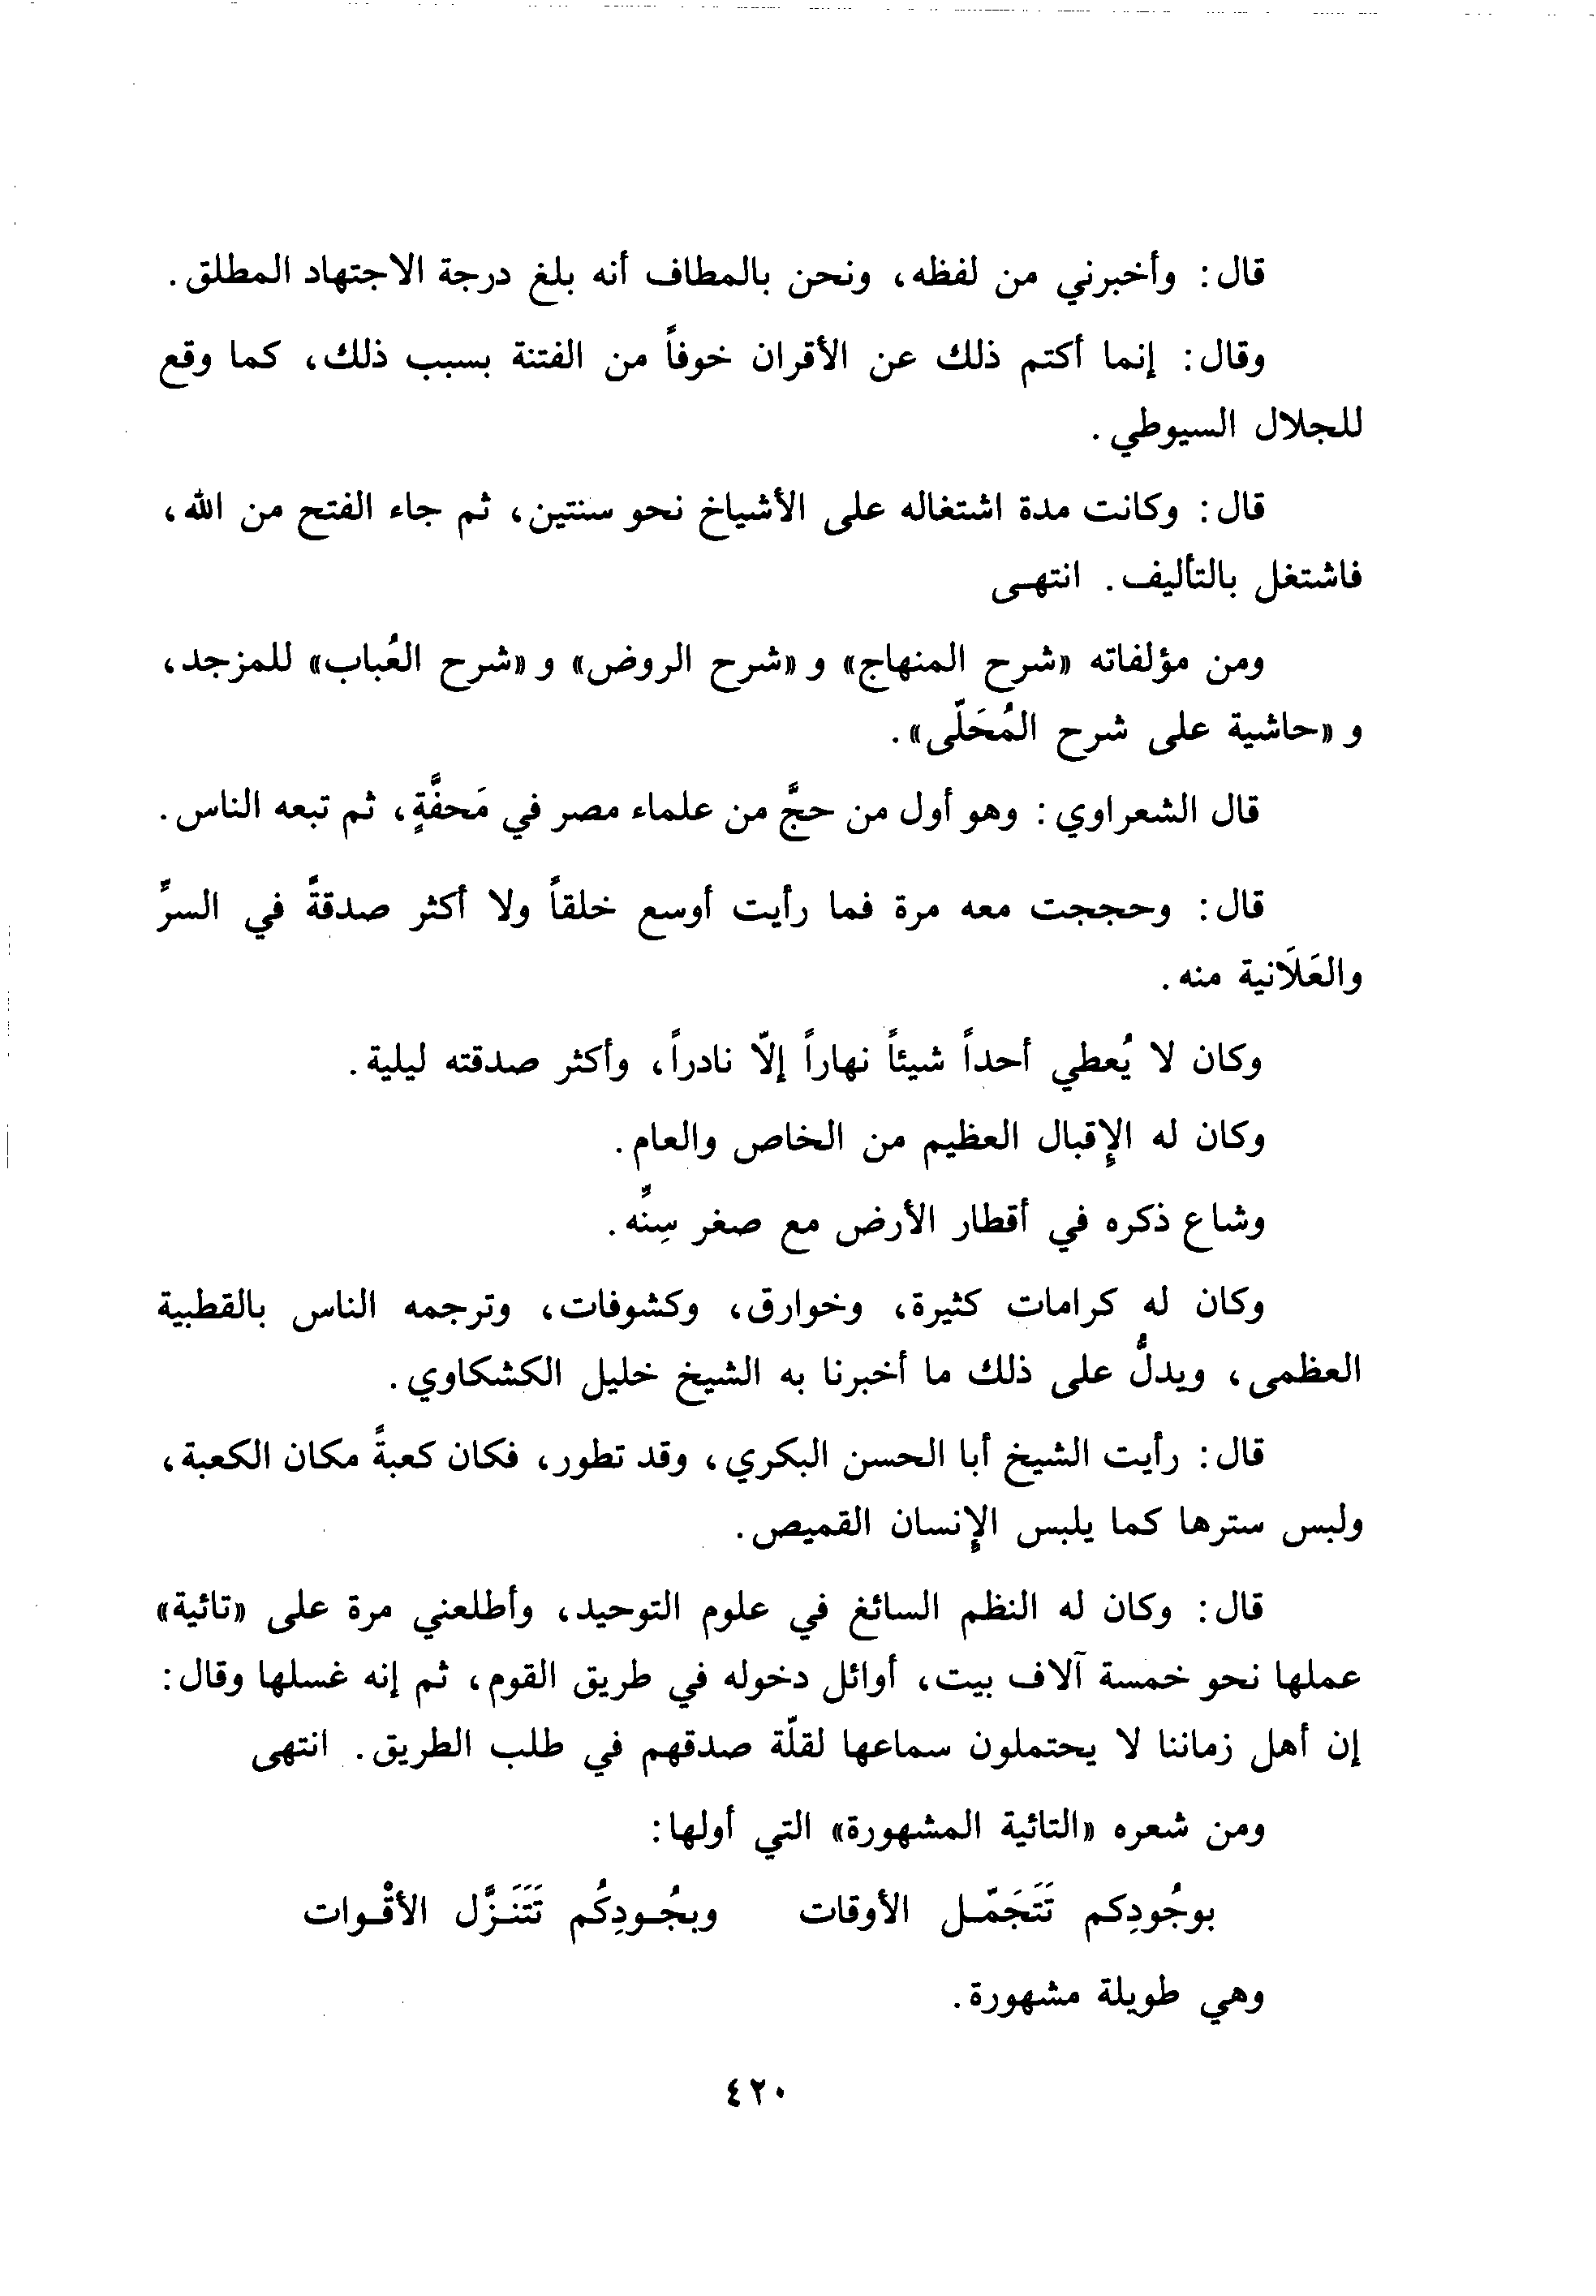 قال: وأخبرني من لفظه، ونحن بالمطاف أنه بلغ درجة الاجتهاد المطلق.
وقال: إنما أكتم ذلك عن الأقران خوفاً من الفتنة بسبب ذلك، كما وقع
للجلال السيوطي.
قال: وكانت مدة اشتغاله على الأشياخ نحو سنتين، ثم جاء الفتح من الله،
فاشتغل بالتأليف. انتهـى
ومن مؤلفاته «شرح المنهاج» و «شرح الروض» و «شرح العُباب» للمزجد،
و «حاشية على شرح المُحَلّى».
قال الشعراوي: وهو أول من حجَّ من علماء مصر في مَحفَّةٍ، ثم تبعه الناس.
قال: وحججت معه مرة فما رأيت أوسع خلقاً ولا أكثر صدقةً في السرِّ
والعَلَانية منه.
وكان لا يُعطي أحداً شيئاً نهاراً إلّا نادراً، وأكثر صدقته ليلية.
وكان له الإقبال العظيم من الخاص والعام.
وشاع ذكره في أقطار الأرض مع صغر سِنِّه.
وكان له كرامات كثيرة، وخوارق، وكشوفات، وترجمه الناس بالقطبية
العظمى، ويدلُّ على ذلك ما أخبرنا به الشيخ خليل الكشكاوي.
قال: رأيت الشيخ أبا الحسن البكري، وقد تطور، فكان كعبةً مكان الكعبة،
ولبس سترها كما يلبس الإنسان القميص.
قال: وكان له النظم السائغ في علوم التوحيد، وأطلعني مرة على «تائية»
عملها نحو خمسة آلاف بيت، أوائل دخوله في طريق القوم، ثم إنه غسلها وقال:
إن أهل زماننا لا يحتملون سماعها لقلّة صدقهم في طلب الطريق. انتهى
ومن شعره «التائية المشهورة» التي أولها:
بوجُودِكم تَتَجَمّـل الأوقات وبجُـودِكُم تَتَنَـزَّل الأقْـوات
وهي طويلة مشهورة.
٤٢٠